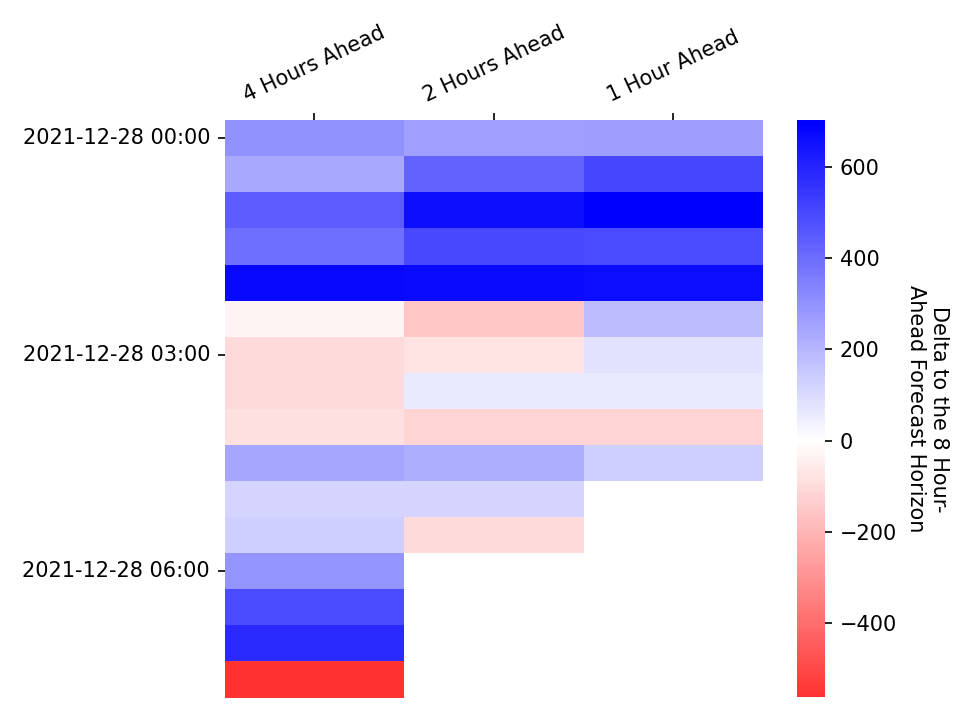 4 Hours Ahead
2 Hours Ahead
1 Hour Ahead
2021-12-28 00:00
2021-12-28 03:00
2021-12-28 06:00
600
400
200
0
−200
−400
Delta to the 8 Hour-
Ahead Forecast Horizon